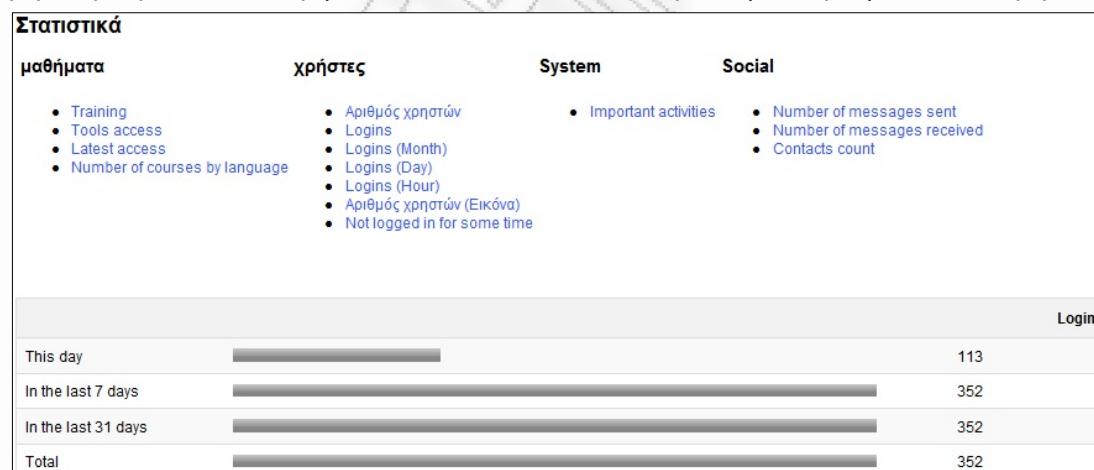 Στατιστικά
μαθήματα χρήστες System Social
Training
Tools access
Latest access
Number of courses by language
Αριθμός χρηστών
Logins
Logins (Month)
Logins (Day)
Logins (Hour)
Αριθμός χρηστών (Εικόνα)
Not logged in for some time
Important activities
Number of messages sent
Number of messages received
Contacts count
Login
This day 113
In the last 7 days 352
In the last 31 days 352
Total 352